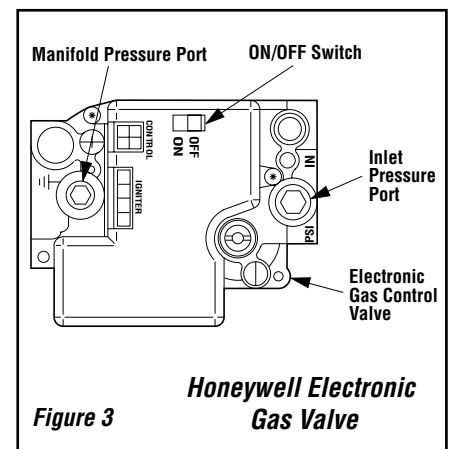 Manifold Pressure Port
ON/OFF Switch
CONTROL
OFF
ON
IGNITER
IN
Inlet
Pressure
Port
PSI
Electronic
Gas Control
Valve
Figure 3
Honeywell Electronic
Gas Valve